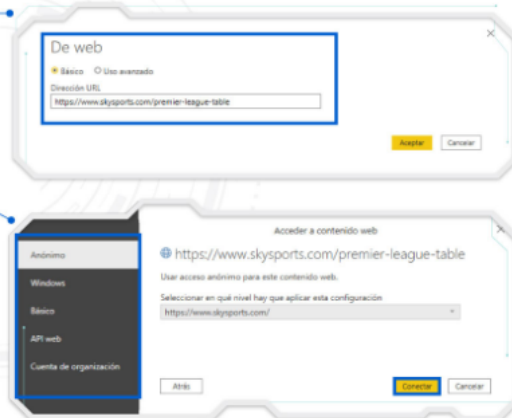 De web
Básico Uso avanzado
Dirección URL
https://www.skysports.com/premier-league-table
Aceptar Cancelar
Acceder a contenido web
Anónimo
Windows
Básico
API web
Cuenta de organización
https://www.skysports.com/premier-league-table
Usar acceso anónimo para este contenido web.
Seleccionar en qué nivel hay que aplicar esta configuración
https://www.skysports.com/
Atrás Conectar Cancelar